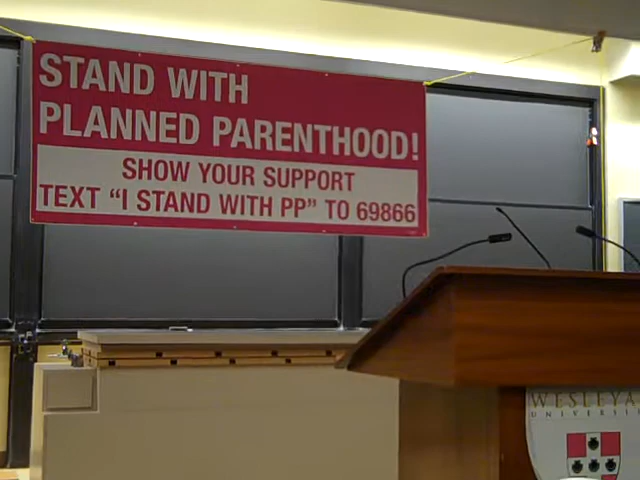 STAND WITH
PLANNED PARENTHOOD!
SHOW YOUR SUPPORT
TEXT “I STAND WITH PP” TO 69866